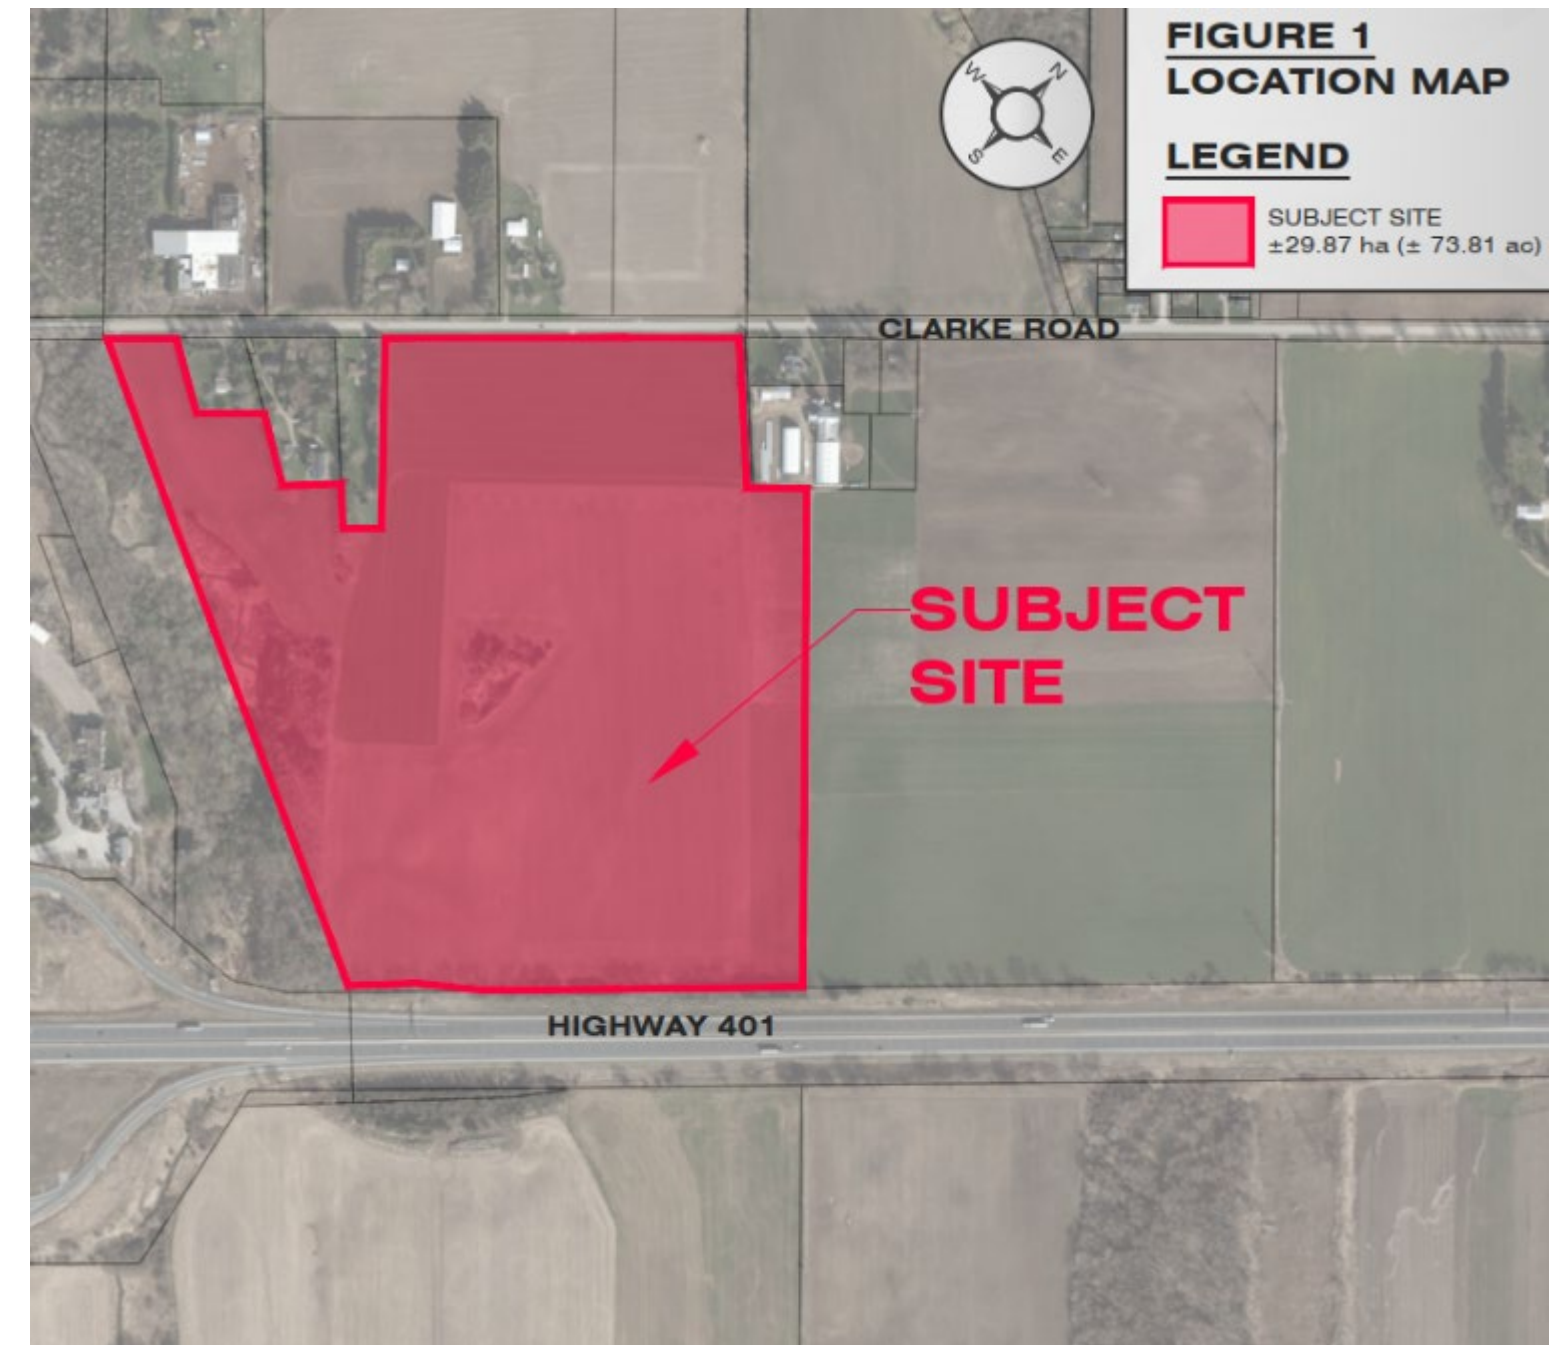 FIGURE 1
LOCATION MAP
W
N
S
E
LEGEND
SUBJECT SITE
±29.87 ha (± 73.81 ac)
CLARKE ROAD
SUBJECT
SITE
HIGHWAY 401